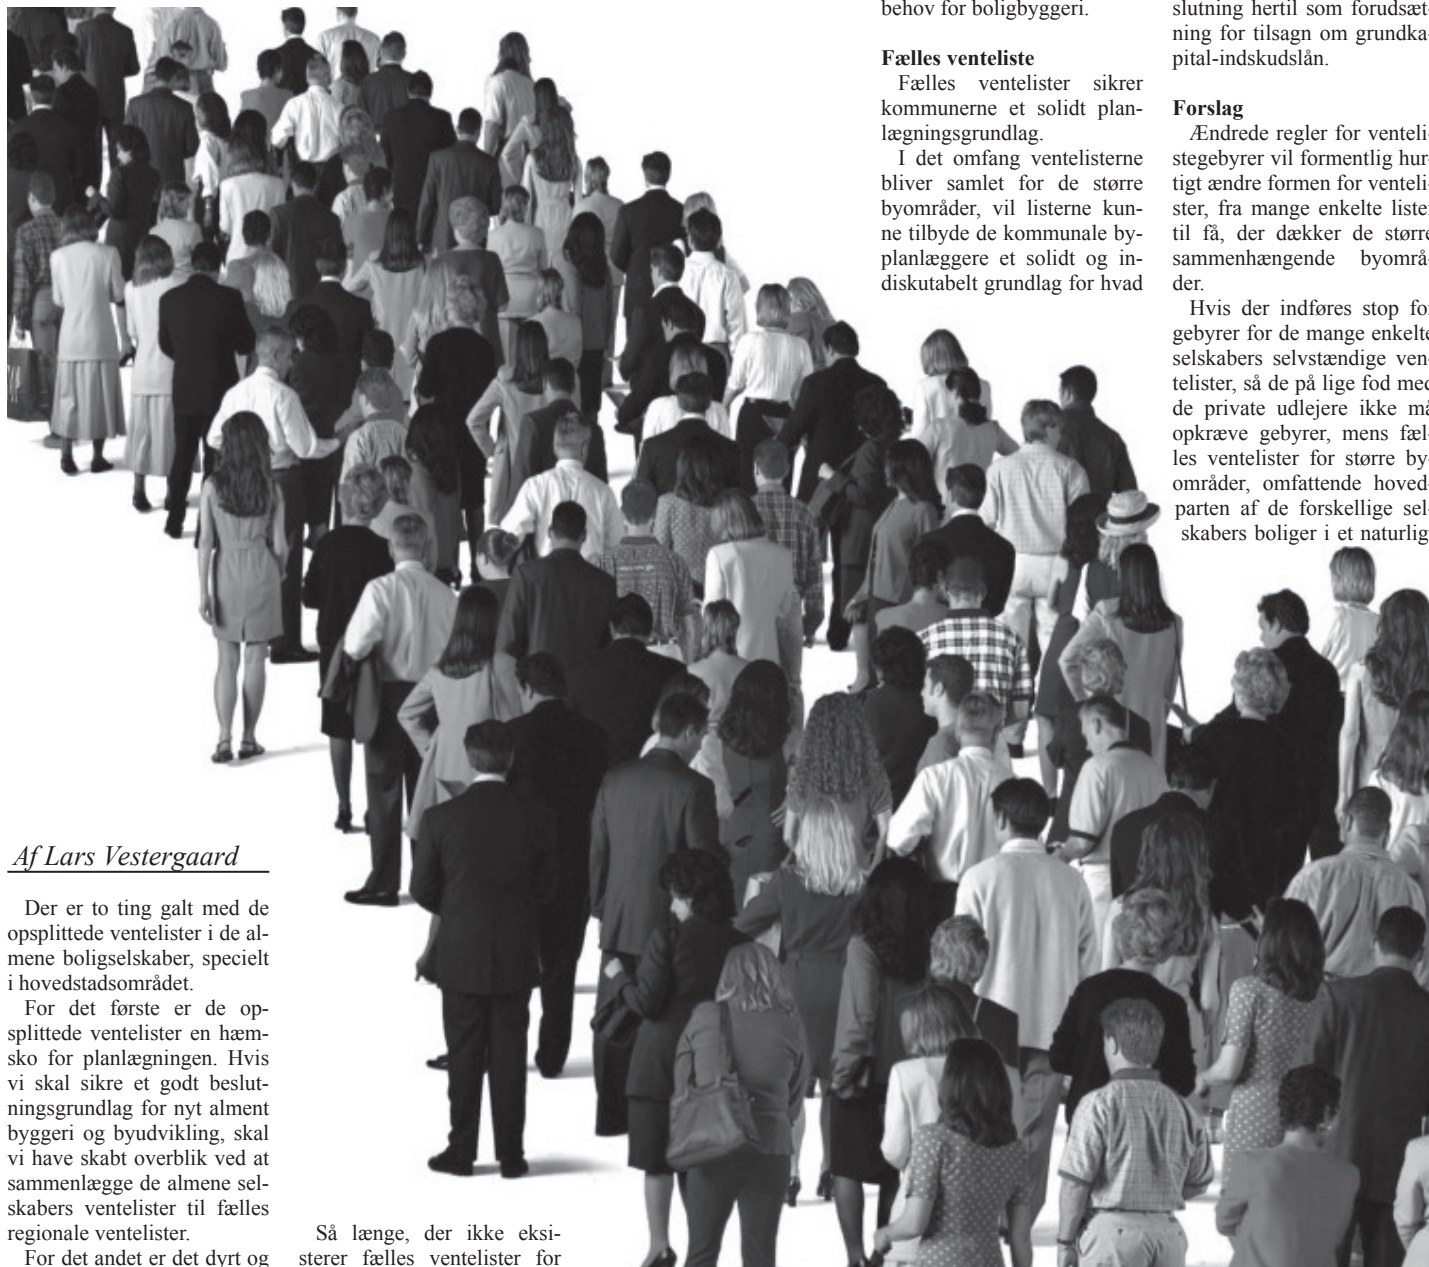 Af Lars Vestergaard
Der er to ting galt med de
opsplittede ventelister i de al-
mene boligselskaber, specielt
i hovedstadsområdet.
For det første er de op-
splittede ventelister en hæm-
sko for planlægningen. Hvis
vi skal sikre et godt beslut-
ningsgrundlag for nyt alment
byggeri og byudvikling, skal
vi have skabt overblik ved at
sammenlægge de almene sel-
skabers ventelister til fælles
regionale ventelister.
For det andet er det dyrt og
Så længe, der ikke eksi-
sterer fælles ventelister for
behov for boligbyggeri.
Fælles venteliste
Fælles ventelister sikrer
kommunerne et solidt plan-
lægningsgrundlag.
I det omfang ventelisterne
bliver samlet for de større
byområder, vil listerne kun-
ne tilbyde de kommunale by-
planlæggere et solidt og in-
diskutabelt grundlag for hvad
slutning hertil som forudsæt-
ning for tilsagn om grundka-
pital-indskudslån.
Forslag
Ændrede regler for venteli-
stegebyrer vil formentlig hur-
tigt ændre formen for venteli-
ster, fra mange enkelte lister
til få, der dækker de større
sammenhængende byområ-
der.
Hvis der indføres stop for
gebyrer for de mange enkelte
selskabers selvstændige ven-
telister, så de på lige fod med
de private udlejere ikke må
opkræve gebyrer, mens fæl-
les ventelister for større by-
områder, omfattende hoved-
parten af de forskellige sel-
skabers boliger i et naturlig